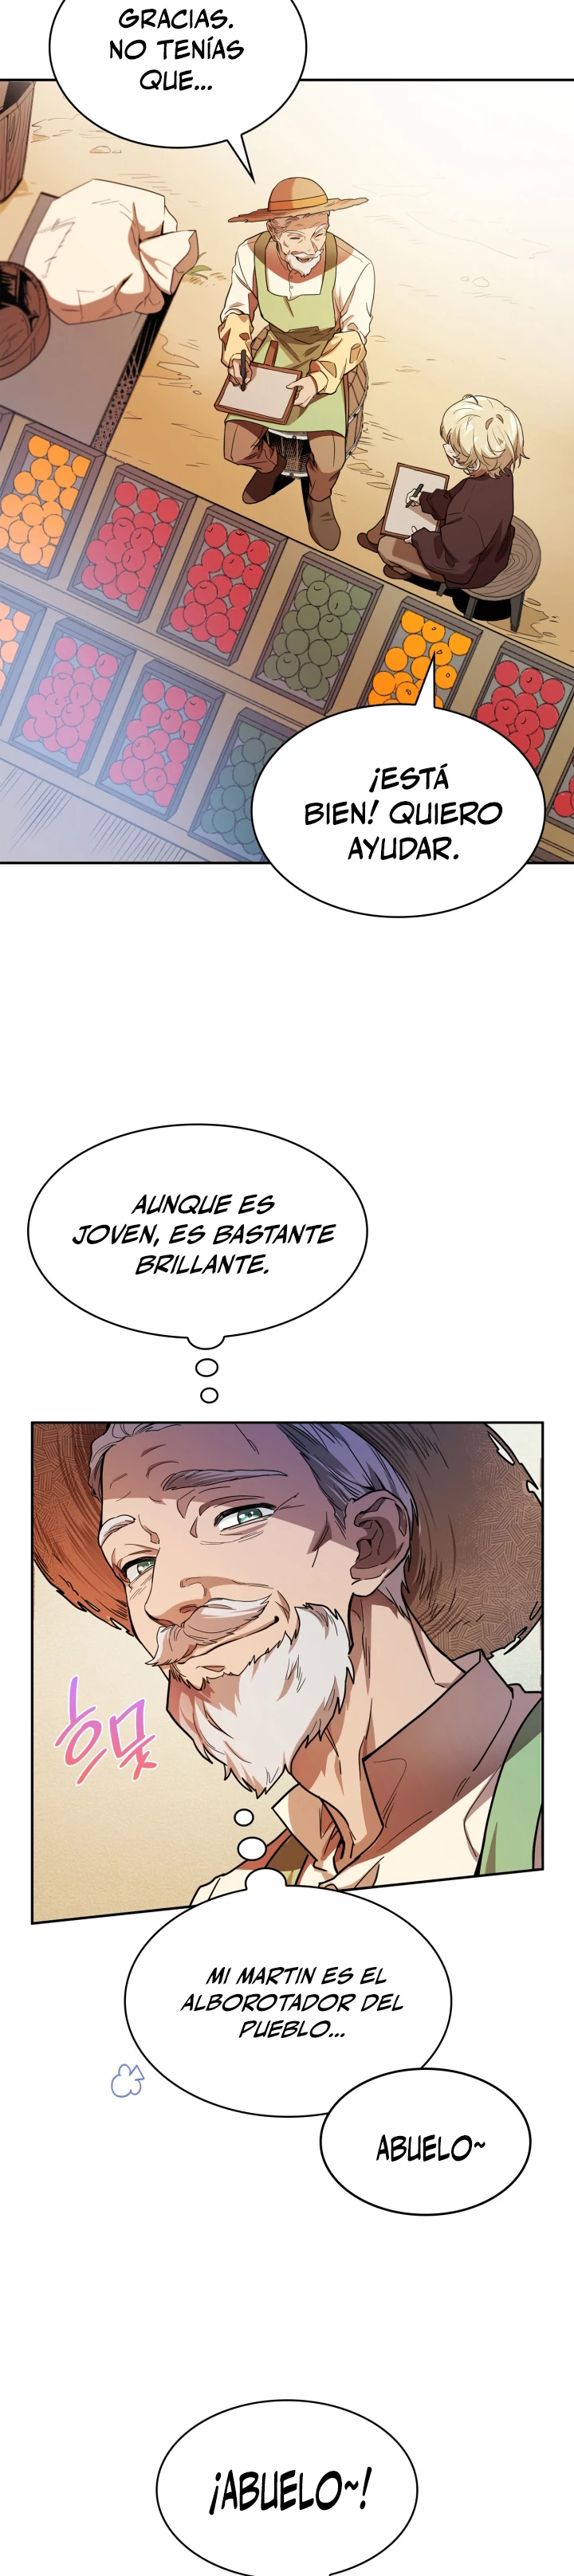 GRACIAS.
NO TENÍAS
QUE...
¡ESTÁ
BIEN! QUIERO
AYUDAR.
AUNQUE ES
JOVEN, ES BASTANTE
BRILLANTE.
흐뭇
MI MARTIN ES EL
ALBOROTADOR DEL
PUEBLO...
ABUELO~
¡ABUELO~!